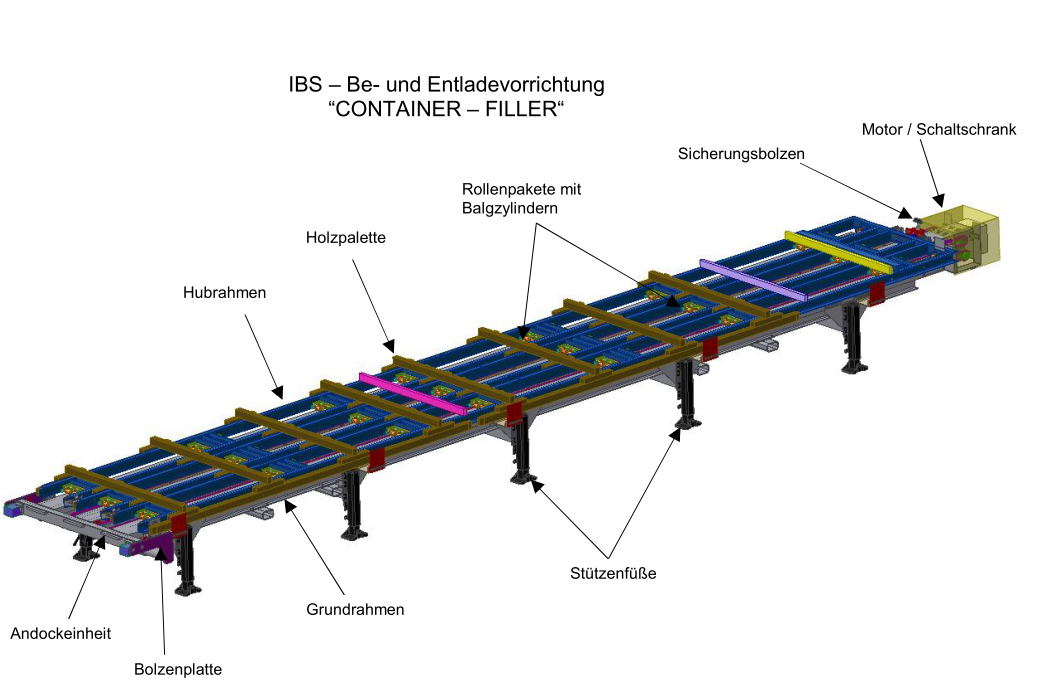 IBS – Be- und Entladevorrichtung
“CONTAINER – FILLER“
Motor / Schaltschrank
Sicherungsbolzen
Rollenpakete mit
Balgzylindern
Holzpalette
Hubrahmen
Stützenfüße
Grundrahmen
Andockeinheit
Bolzenplatte